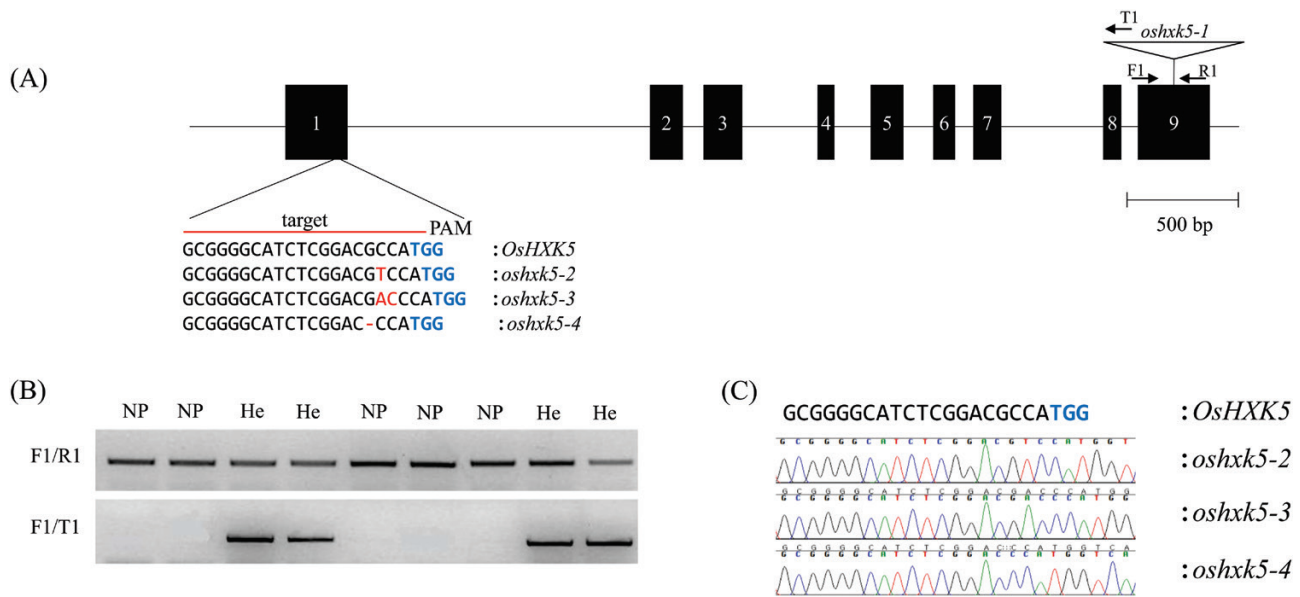 (A)
T1
oshxk5-1
F1 R1
1 2 3 4 5 6 7 8 9
500 bp
target PAM
GCGGGGCATCTCGGACGCCATGG :OsHXK5
GCGGGGCATCTCGGACGTCCATGG :oshxk5-2
GCGGGGCATCTCGGACGACCCATGG :oshxk5-3
GCGGGGCATCTCGGAC-CCATGG :oshxk5-4
(B)
NP NP He He NP NP NP He He
F1/R1
F1/T1
(C)
GCGGGGCATCTCGGACGCCATGG :OsHXK5
GCGGGGCATCTCGGACGTCCATGGT :oshxk5-2
GCGGGGCATCTCGGACGACCCATGG :oshxk5-3
:oshxk5-4